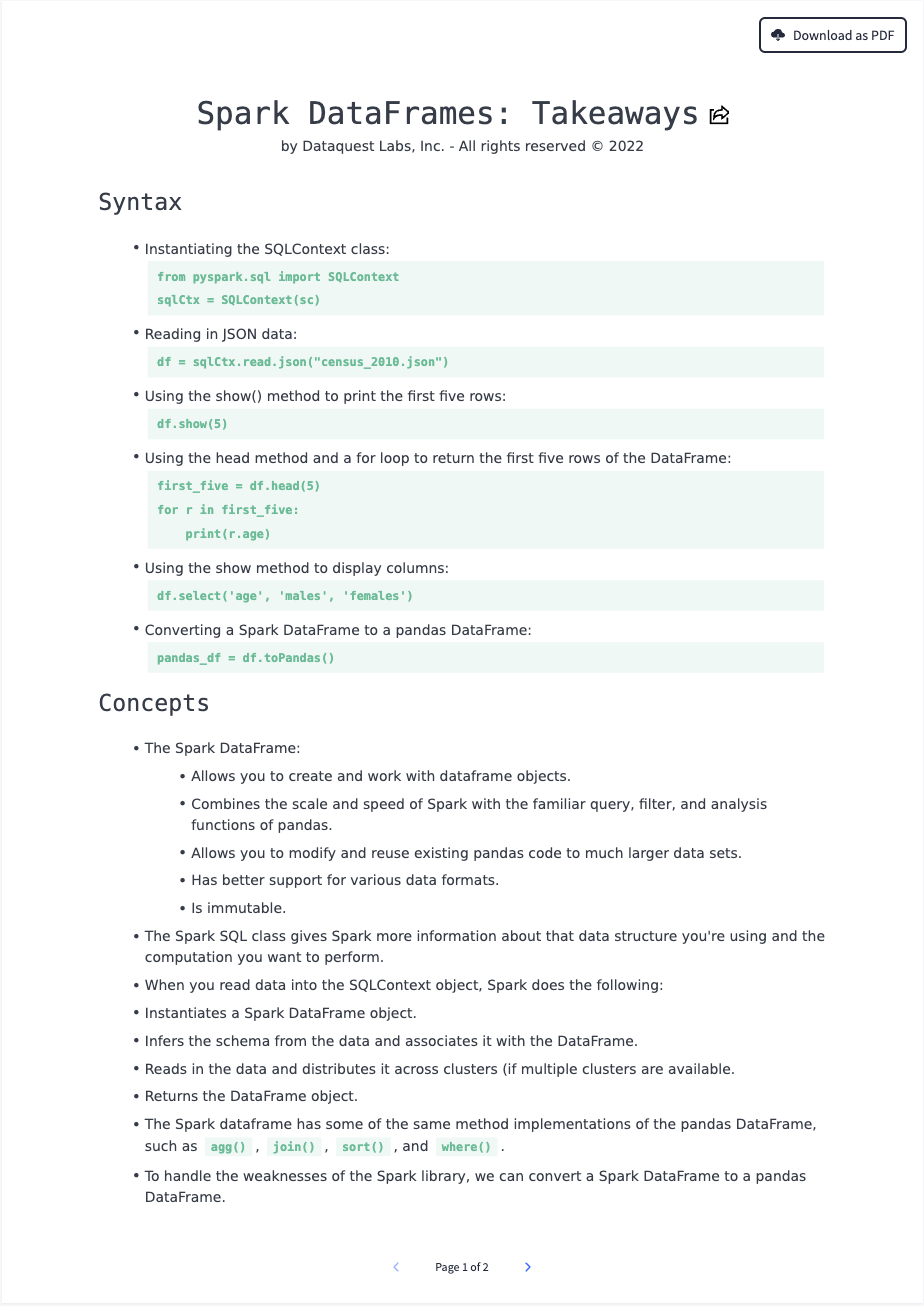 Download as PDF
Spark DataFrames: Takeaways
by Dataquest Labs, Inc. - All rights reserved © 2022
Syntax
• Instantiating the SQLContext class:
from pyspark.sql import SQLContext
sqlCtx = SQLContext(sc)
• Reading in JSON data:
df = sqlCtx.read.json("census_2010.json")
• Using the show() method to print the first five rows:
df.show(5)
• Using the head method and a for loop to return the first five rows of the DataFrame:
first_five = df.head(5)
for r in first_five:
    print(r.age)
• Using the show method to display columns:
df.select('age', 'males', 'females')
• Converting a Spark DataFrame to a pandas DataFrame:
pandas_df = df.toPandas()
Concepts
• The Spark DataFrame:
• Allows you to create and work with dataframe objects.
• Combines the scale and speed of Spark with the familiar query, filter, and analysis
functions of pandas.
• Allows you to modify and reuse existing pandas code to much larger data sets.
• Has better support for various data formats.
• Is immutable.
• The Spark SQL class gives Spark more information about that data structure you're using and the
computation you want to perform.
• When you read data into the SQLContext object, Spark does the following:
• Instantiates a Spark DataFrame object.
• Infers the schema from the data and associates it with the DataFrame.
• Reads in the data and distributes it across clusters (if multiple clusters are available.
• Returns the DataFrame object.
• The Spark dataframe has some of the same method implementations of the pandas DataFrame,
such as agg() , join() , sort() , and where() .
• To handle the weaknesses of the Spark library, we can convert a Spark DataFrame to a pandas
DataFrame.
Page 1 of 2